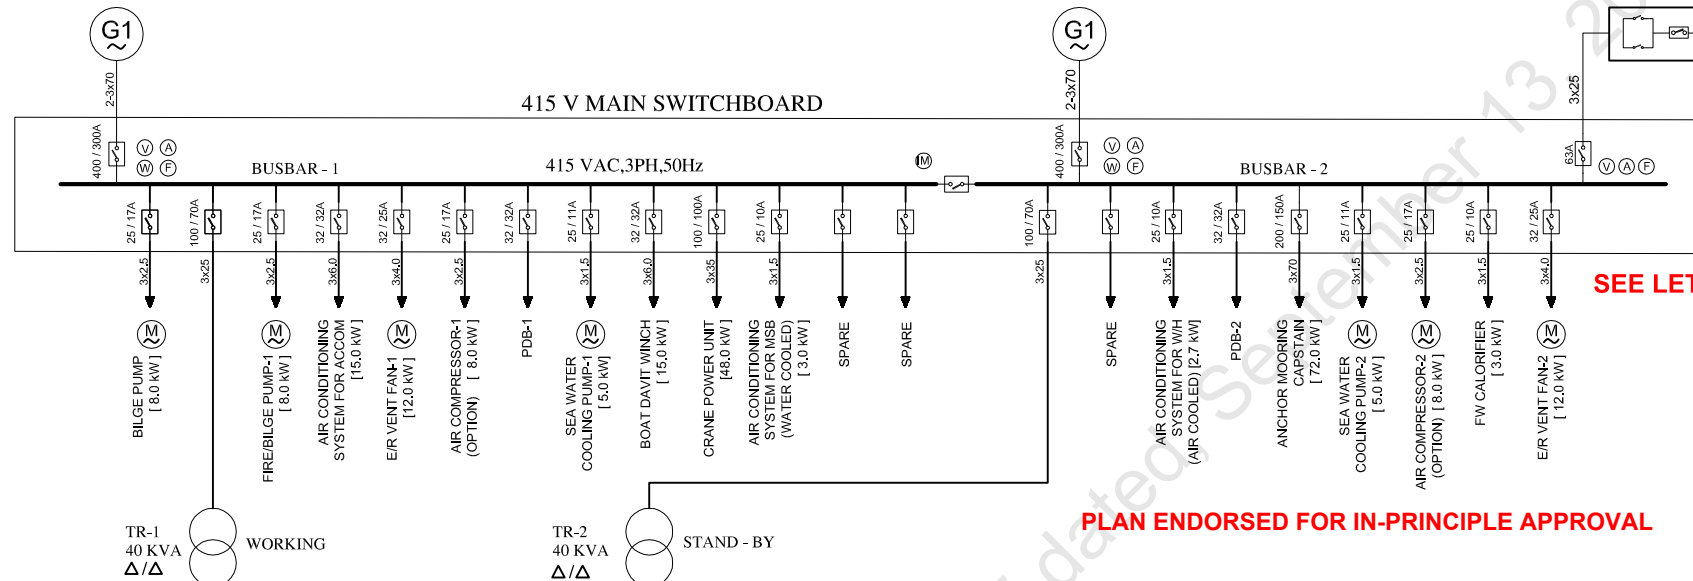 G1
~
2-3x70
415 V MAIN SWITCHBOARD
G1
~
2-3x70
3x25
400 / 300A
V A
W F
BUSBAR - 1
415 VAC,3PH,50Hz
IM
400 / 300A
V A
W F
BUSBAR - 2
63A
V A F
25 / 17A
100 / 70A
25 / 17A
32 / 32A
32 / 25A
25 / 17A
32 / 32A
25 / 11A
32 / 32A
100 / 100A
25 / 10A
100 / 70A
25 / 10A
32 / 32A
200 / 150A
25 / 11A
25 / 17A
25 / 10A
32 / 25A
3x2.5
3x25
3x2.5
3x6.0
3x4.0
3x2.5
3x1.5
3x6.0
3x35
3x1.5
3x25
3x1.5
3x70
3x1.5
3x2.5
3x1.5
3x4.0
SEE LET
M
BILGE PUMP
[ 8.0 kW ]
M
FIRE/BILGE PUMP-1
[ 8.0 kW ]
AIR CONDITIONING
SYSTEM FOR ACCOM
[15.0 kW ]
M
E/R VENT FAN-1
[12.0 kW ]
AIR COMPRESSOR-1
(OPTION) [ 8.0 kW ]
PDB-1
M
SEA WATER
COOLING PUMP-1
[ 5.0 kW ]
BOAT DAVIT WINCH
[ 15.0 kW ]
CRANE POWER UNIT
[48.0 kW ]
AIR CONDITIONING
SYSTEM FOR MSB
(WATER COOLED)
[ 3.0 kW ]
SPARE
SPARE
SPARE
AIR CONDITIONING
SYSTEM FOR W/H
(AIR COOLED) [2.7 kW]
PDB-2
ANCHOR MOORING
CAPSTAIN
[ 72.0 kW ]
M
SEA WATER
COOLING PUMP-2
[ 5.0 kW ]
M
AIR COMPRESSOR-2
(OPTION) [ 8.0 kW ]
FW CALORIFIER
[ 3.0 kW ]
M
E/R VENT FAN-2
[ 12.0 kW ]
TR-1
40 KVA
Δ/Δ
WORKING
TR-2
40 KVA
Δ/Δ
STAND - BY
PLAN ENDORSED FOR IN-PRINCIPLE APPROVAL
dated, September 13, 20